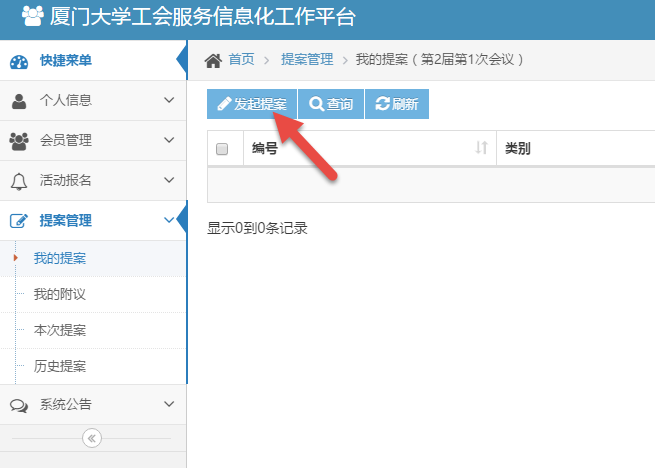 厦门大学工会服务信息化工作平台
快捷菜单
个人信息
会员管理
活动报名
提案管理
我的提案
我的附议
本次提案
历史提案
系统公告
首页 > 提案管理 > 我的提案（第2届第1次会议）
发起提案 查询 刷新
编号 类别
显示0到0条记录